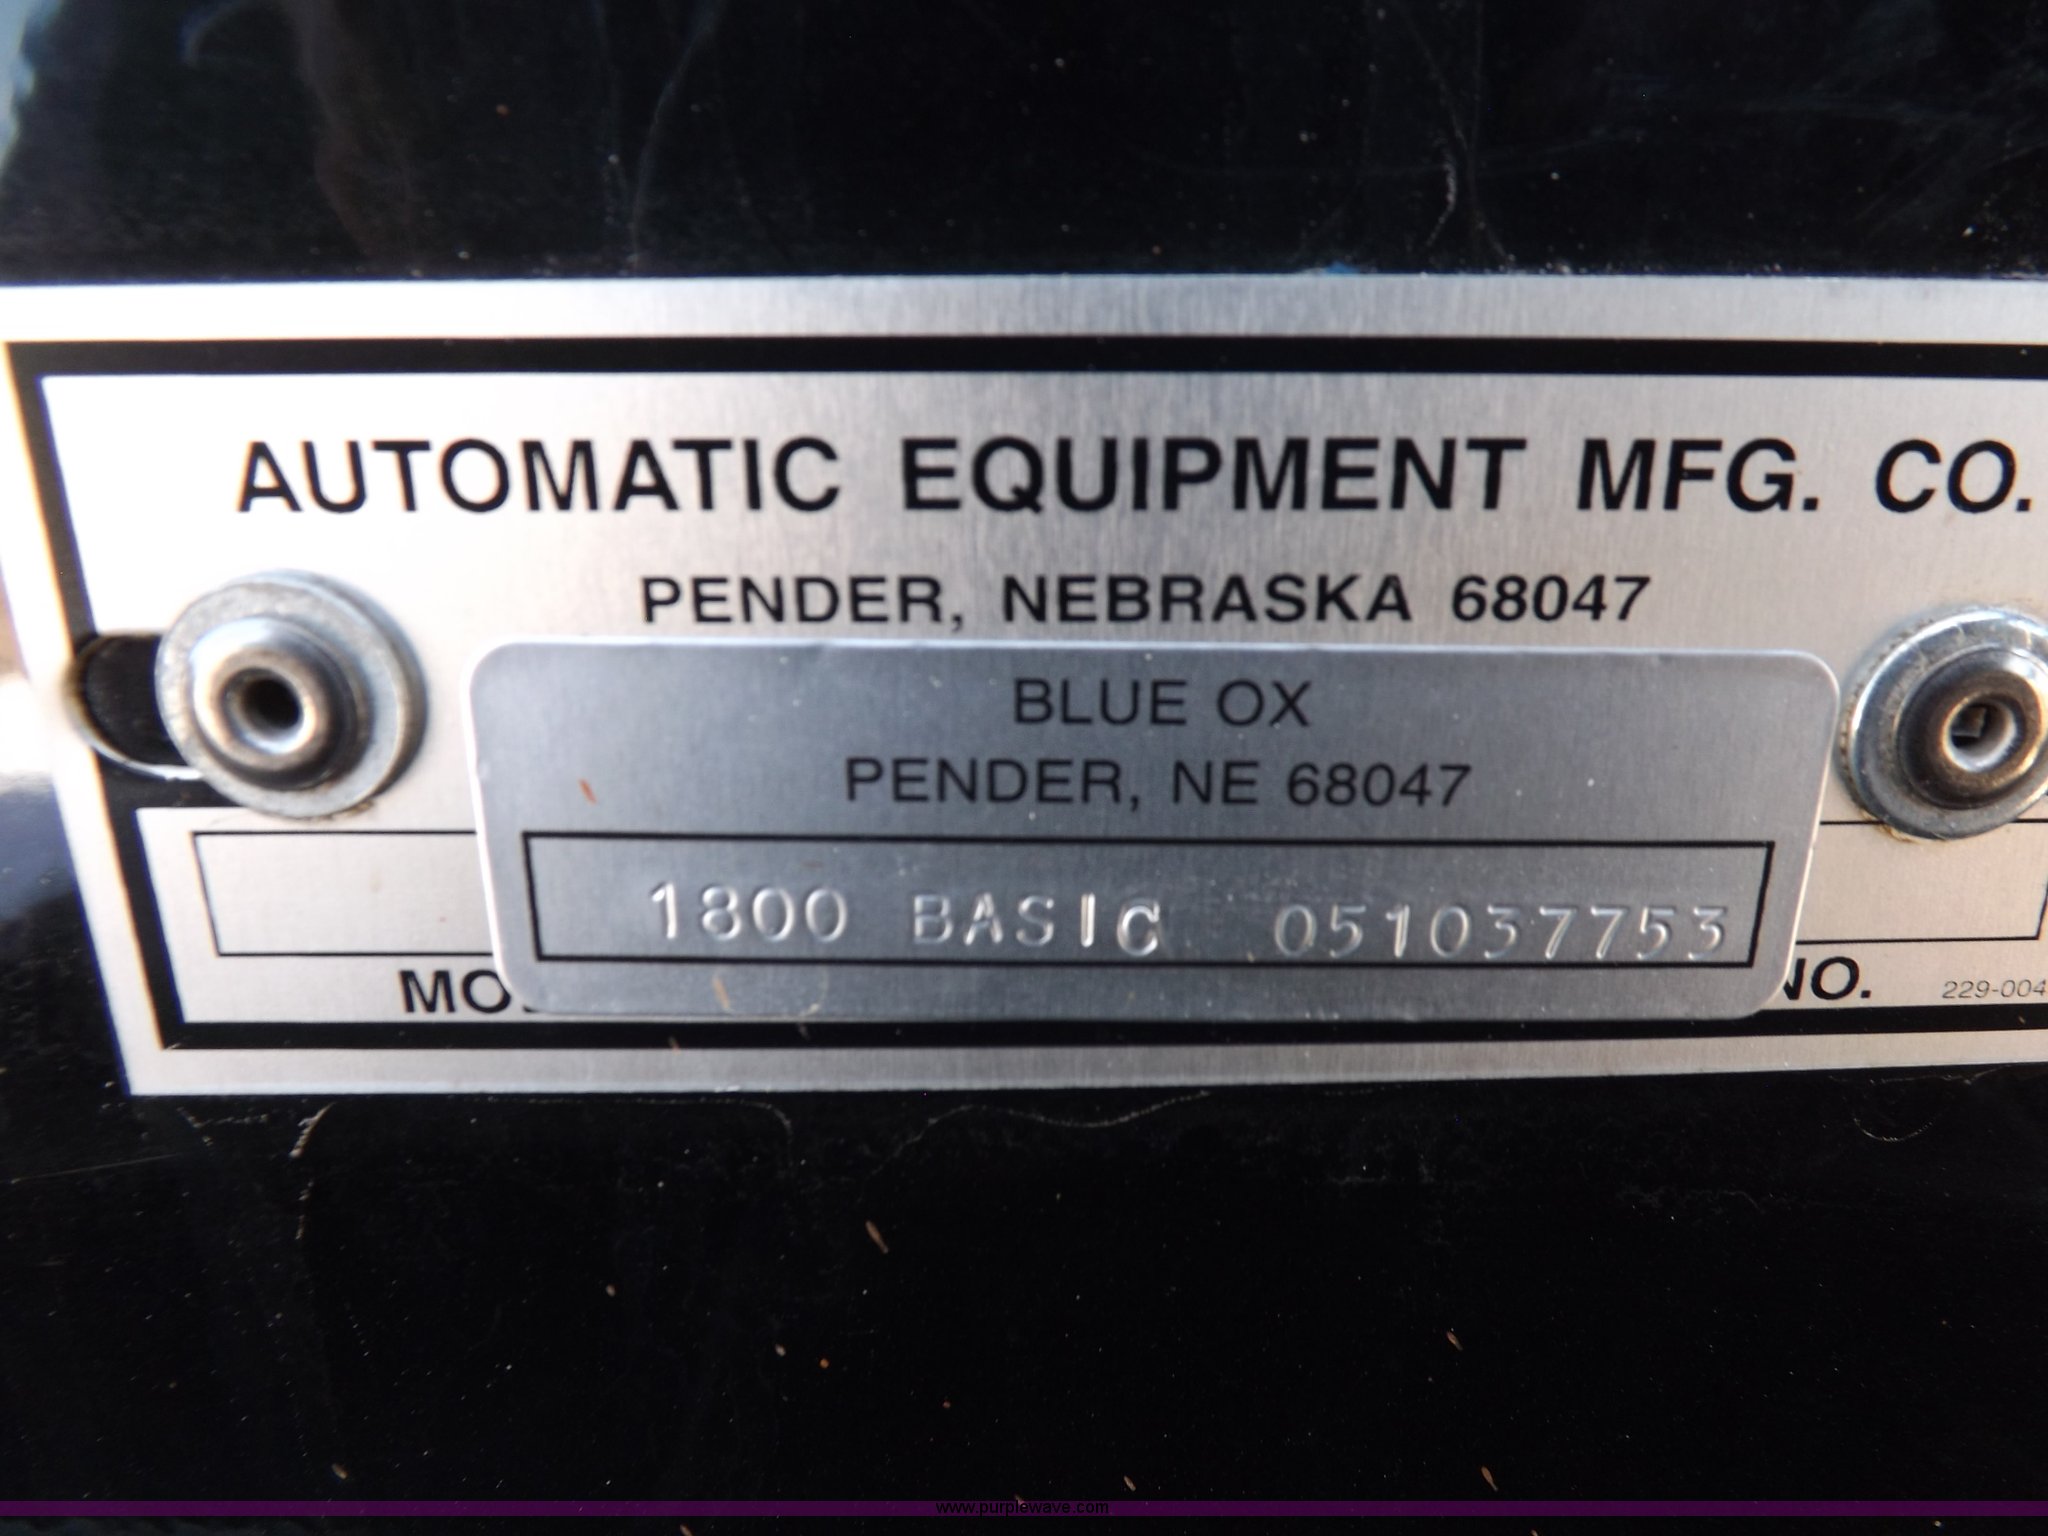 AUTOMATIC EQUIPMENT MFG. CO.
PENDER, NEBRASKA 68047
BLUE OX
PENDER, NE 68047
1800 BASIC 051037753
NO.
229-004
www.purplewave.com